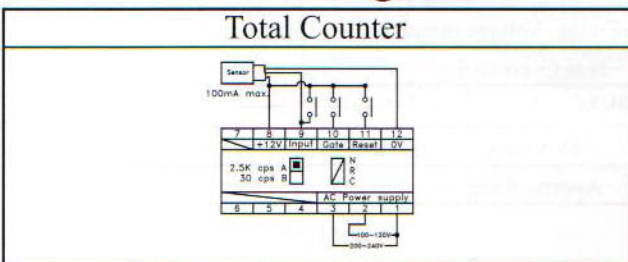 Total Counter
Sensor
100mA max.
7 8 9 10 11 12
+12V Input Gate Reset 0V
2.5K cps A
30 cps B
N
R
C
AC Power supply
6 5 4 3 2 1
100~120V
200~240V